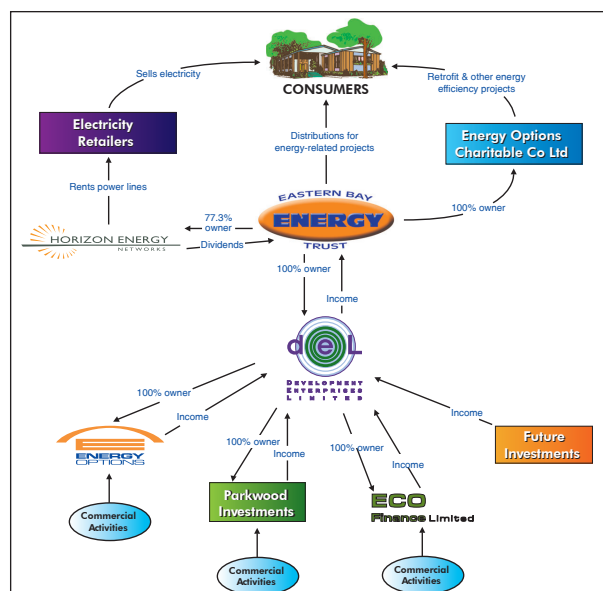 CONSUMERS
Sells electricity
Retrofit & other energy
efficiency projects
Electricity
Retailers
Energy Options
Charitable Co Ltd
Distributions for
energy-related projects
Rents power lines
EASTERN BAY
ENERGY
TRUST
77.3%
owner
100% owner
HORIZON ENERGY
NETWORKS
Dividends
100% owner
Income
deL
DEVELOPMENT
ENTERPRISES
LIMITED
100% owner
Income
Income
ENERGY
OPTIONS
100% owner
Income
100% owner
Income
Future
Investments
Parkwood
Investments
ECO
Finance Limited
Commercial
Activities
Commercial
Activities
Commercial
Activities